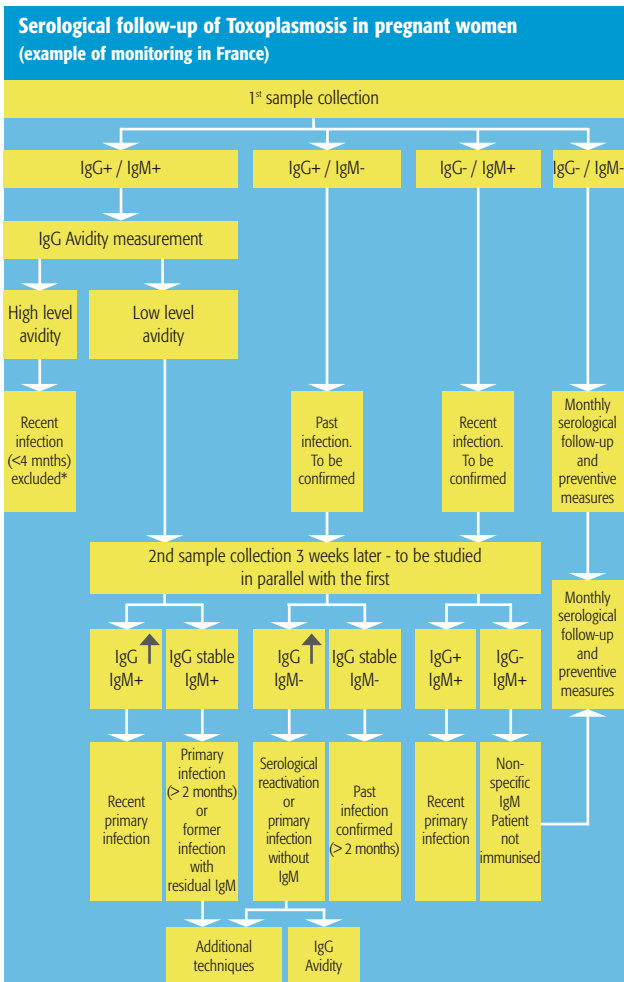 Serological follow-up of Toxoplasmosis in pregnant women
(example of monitoring in France)
1st sample collection
IgG+ / IgM+
IgG+ / IgM-
IgG- / IgM+
IgG- / IgM-
IgG Avidity measurement
High level
avidity
Low level
avidity
Recent
infection
(<4 mnths)
excluded*
Past
infection.
To be
confirmed
Recent
infection.
To be
confirmed
Monthly
serological
follow-up
and
preventive
measures
2nd sample collection 3 weeks later - to be studied
in parallel with the first
Monthly
serological
follow-up
and
preventive
measures
IgG
IgM+
IgG stable
IgM+
IgG
IgM-
IgG stable
IgM-
IgG+
IgM+
IgG-
IgM+
Recent
primary
infection
Primary
infection
(> 2 months)
or
former
infection
with
residual IgM
Serological
reactivation
or
primary
infection
without
IgM
Past
infection
confirmed
(> 2 months)
Recent
primary
infection
Non-
specific
IgM
Patient
not
immunised
Additional
techniques
IgG
Avidity